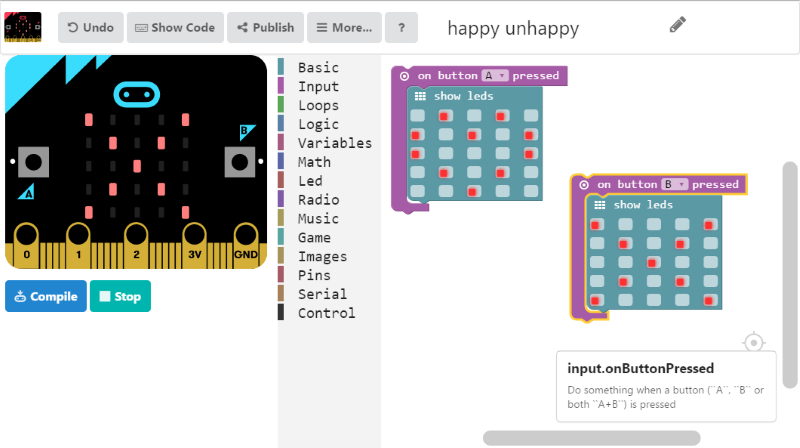 Undo
Show Code
Publish
More...
?
happy unhappy
B
A
0 1 2 3V GND
Compile
Stop
Basic
Input
Loops
Logic
Variables
Math
Led
Radio
Music
Game
Images
Pins
Serial
Control
on button A pressed
show leds
on button B pressed
show leds
input.onButtonPressed
Do something when a button (``A``, ``B`` or
both ``A+B``) is pressed